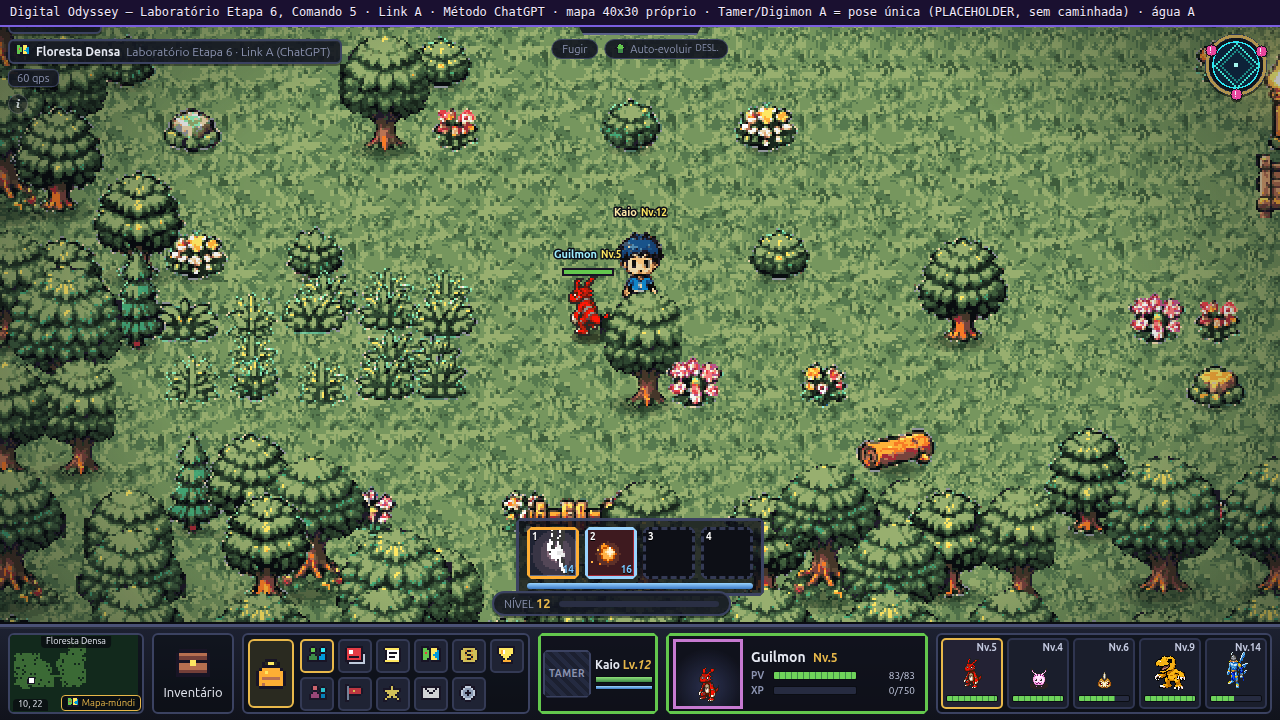 Digital Odyssey — Laboratório Etapa 6, Comando 5 · Link A · Método ChatGPT · mapa 40x30 próprio · Tamer/Digimon A = pose única (PLACEHOLDER, sem caminhada) · água A
Floresta Densa Laboratório Etapa 6 · Link A (ChatGPT)
Fugir
Auto-evoluir DESL.
60 qps
i
Kaio Nv.12
Guilmon Nv.5
1 2 3 4
14 16
NÍVEL 12
Floresta Densa
10, 22
Mapa-múndi
Inventário
TAMER
Kaio Lv.12
Guilmon Nv.5
PV 83/83
XP 0/750
Nv.5 Nv.4 Nv.6 Nv.9 Nv.14